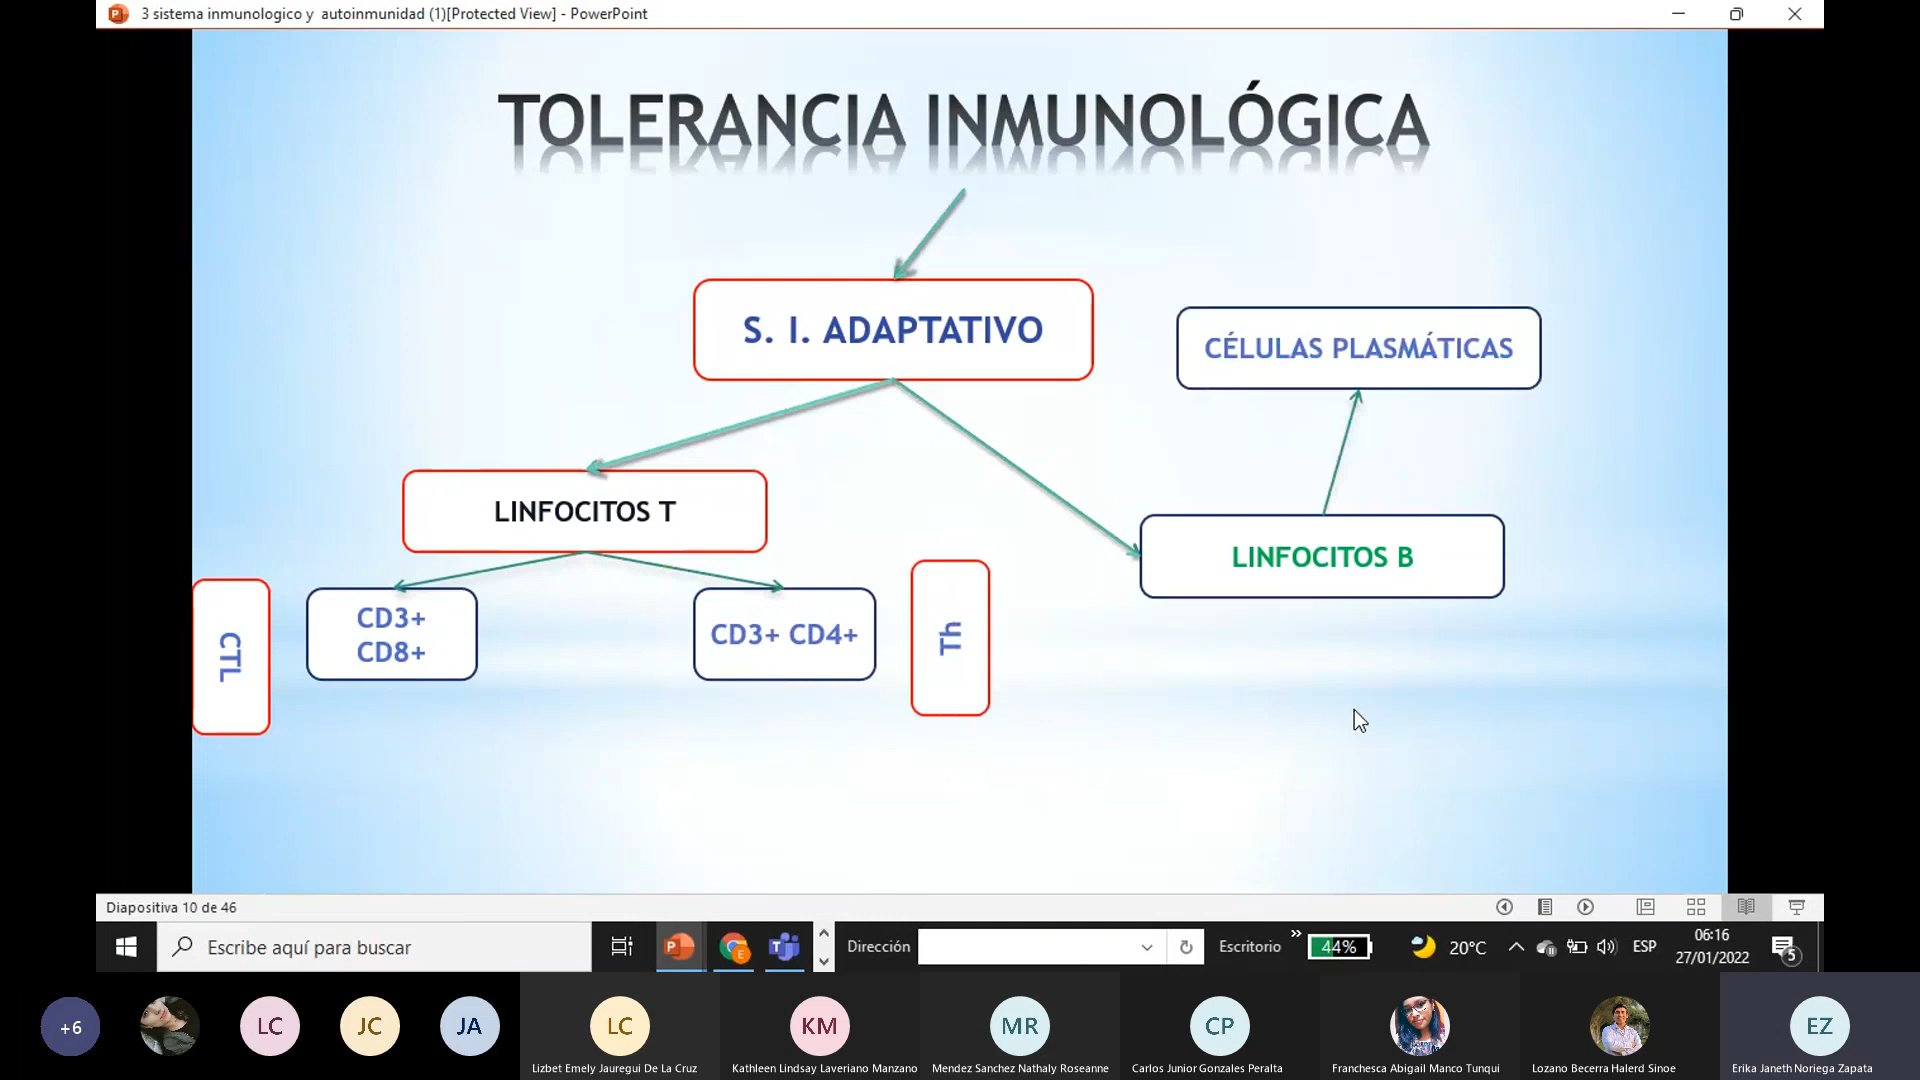 3 sistema inmunologico y  autoinmunidad (1)[Protected View] - PowerPoint
TOLERANCIA INMUNOLÓGICA
S. I. ADAPTATIVO
CÉLULAS PLASMÁTICAS
LINFOCITOS T
LINFOCITOS B
CTL
CD3+
CD8+
CD3+ CD4+
Th
Diapositiva 10 de 46
Escribe aquí para buscar
Dirección
Escritorio
44%
20°C
ESP
06:16
27/01/2022
5
+6
LC
JC
JA
LC
KM
MR
CP
EZ
Lizbet Emely Jauregui De La Cruz
Kathleen Lindsay Laveriano Manzano
Mendez Sanchez Nathaly Roseanne
Carlos Junior Gonzales Peralta
Franchesca Abigail Manco Tunqui
Lozano Becerra Halerd Sinoe
Erika Janeth Noriega Zapata